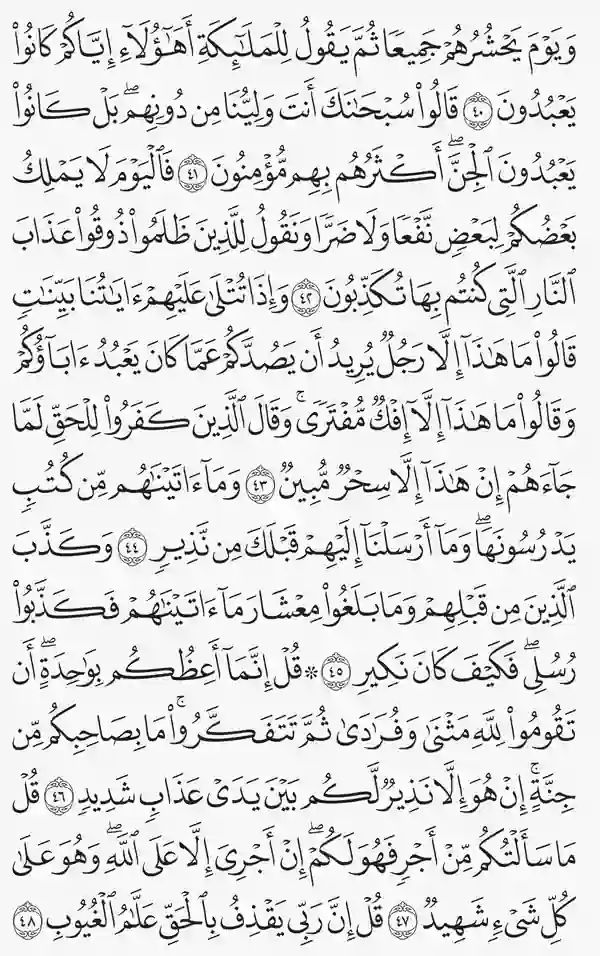 وَيَوْمَ يَحْشُرُهُمْ جَمِيعًا ثُمَّ يَقُولُ لِلْمَلَٰٓئِكَةِ أَهَٰٓؤُلَآءِ إِيَّاكُمْ كَانُوا۟
يَعْبُدُونَ ٤٠ قَالُوا۟ سُبْحَٰنَكَ أَنتَ وَلِيُّنَا مِن دُونِهِم ۖ بَلْ كَانُوا۟
يَعْبُدُونَ ٱلْجِنَّ ۖ أَكْثَرُهُم بِهِم مُّؤْمِنُونَ ٤١ فَٱلْيَوْمَ لَا يَمْلِكُ
بَعْضُكُمْ لِبَعْضٍ نَّفْعًا وَلَا ضَرًّا وَنَقُولُ لِلَّذِينَ ظَلَمُوا۟ ذُوقُوا۟ عَذَابَ
ٱلنَّارِ ٱلَّتِى كُنتُم بِهَا تُكَذِّبُونَ ٤٢ وَإِذَا تُتْلَىٰ عَلَيْهِمْ ءَايَٰتُنَا بَيِّنَٰتٍ
قَالُوا۟ مَا هَٰذَآ إِلَّا رَجُلٌ يُرِيدُ أَن يَصُدَّكُمْ عَمَّا كَانَ يَعْبُدُ ءَابَآؤُكُمْ
وَقَالُوا۟ مَا هَٰذَآ إِلَّآ إِفْكٌ مُّفْتَرًى ۚ وَقَالَ ٱلَّذِينَ كَفَرُوا۟ لِلْحَقِّ لَمَّا
جَآءَهُمْ إِنْ هَٰذَآ إِلَّا سِحْرٌ مُّبِينٌ ٤٣ وَمَآ ءَاتَيْنَٰهُم مِّن كُتُبٍ
يَدْرُسُونَهَا ۖ وَمَآ أَرْسَلْنَآ إِلَيْهِمْ قَبْلَكَ مِن نَّذِيرٍ ٤٤ وَكَذَّبَ
ٱلَّذِينَ مِن قَبْلِهِمْ وَمَا بَلَغُوا۟ مِعْشَارَ مَآ ءَاتَيْنَٰهُمْ فَكَذَّبُوا۟
رُسُلِى ۖ فَكَيْفَ كَانَ نَكِيرِ ٤٥ ۞ قُلْ إِنَّمَآ أَعِظُكُم بِوَٰحِدَةٍ ۖ أَن
تَقُومُوا۟ لِلَّهِ مَثْنَىٰ وَفُرَٰدَىٰ ثُمَّ تَتَفَكَّرُوا۟ ۚ مَا بِصَاحِبِكُم مِّن
جِنَّةٍ ۚ إِنْ هُوَ إِلَّا نَذِيرٌ لَّكُم بَيْنَ يَدَىْ عَذَابٍ شَدِيدٍ ٤٦ قُلْ
مَا سَأَلْتُكُم مِّنْ أَجْرٍ فَهُوَ لَكُمْ ۖ إِنْ أَجْرِىَ إِلَّا عَلَى ٱللَّهِ ۖ وَهُوَ عَلَىٰ
كُلِّ شَىْءٍ شَهِيدٌ ٤٧ قُلْ إِنَّ رَبِّى يَقْذِفُ بِٱلْحَقِّ عَلَّٰمُ ٱلْغُيُوبِ ٤٨